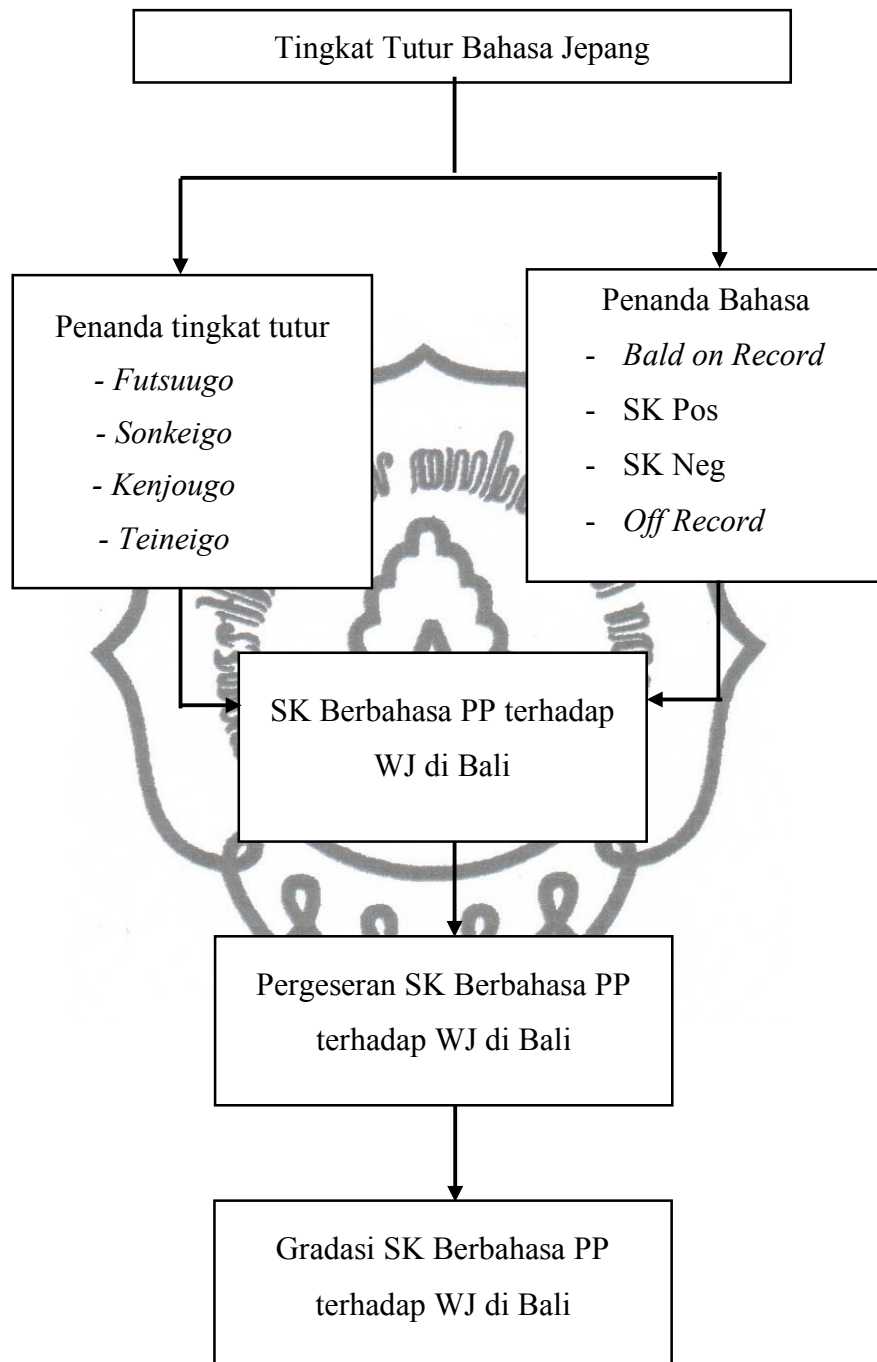 Tingkat Tutur Bahasa Jepang
Penanda tingkat tutur
- Futsuugo
- Sonkeigo
- Kenjougo
- Teineigo
Penanda Bahasa
- Bald on Record
- SK Pos
- SK Neg
- Off Record
SK Berbahasa PP terhadap
WJ di Bali
Pergeseran SK Berbahasa PP
terhadap WJ di Bali
Gradasi SK Berbahasa PP
terhadap WJ di Bali